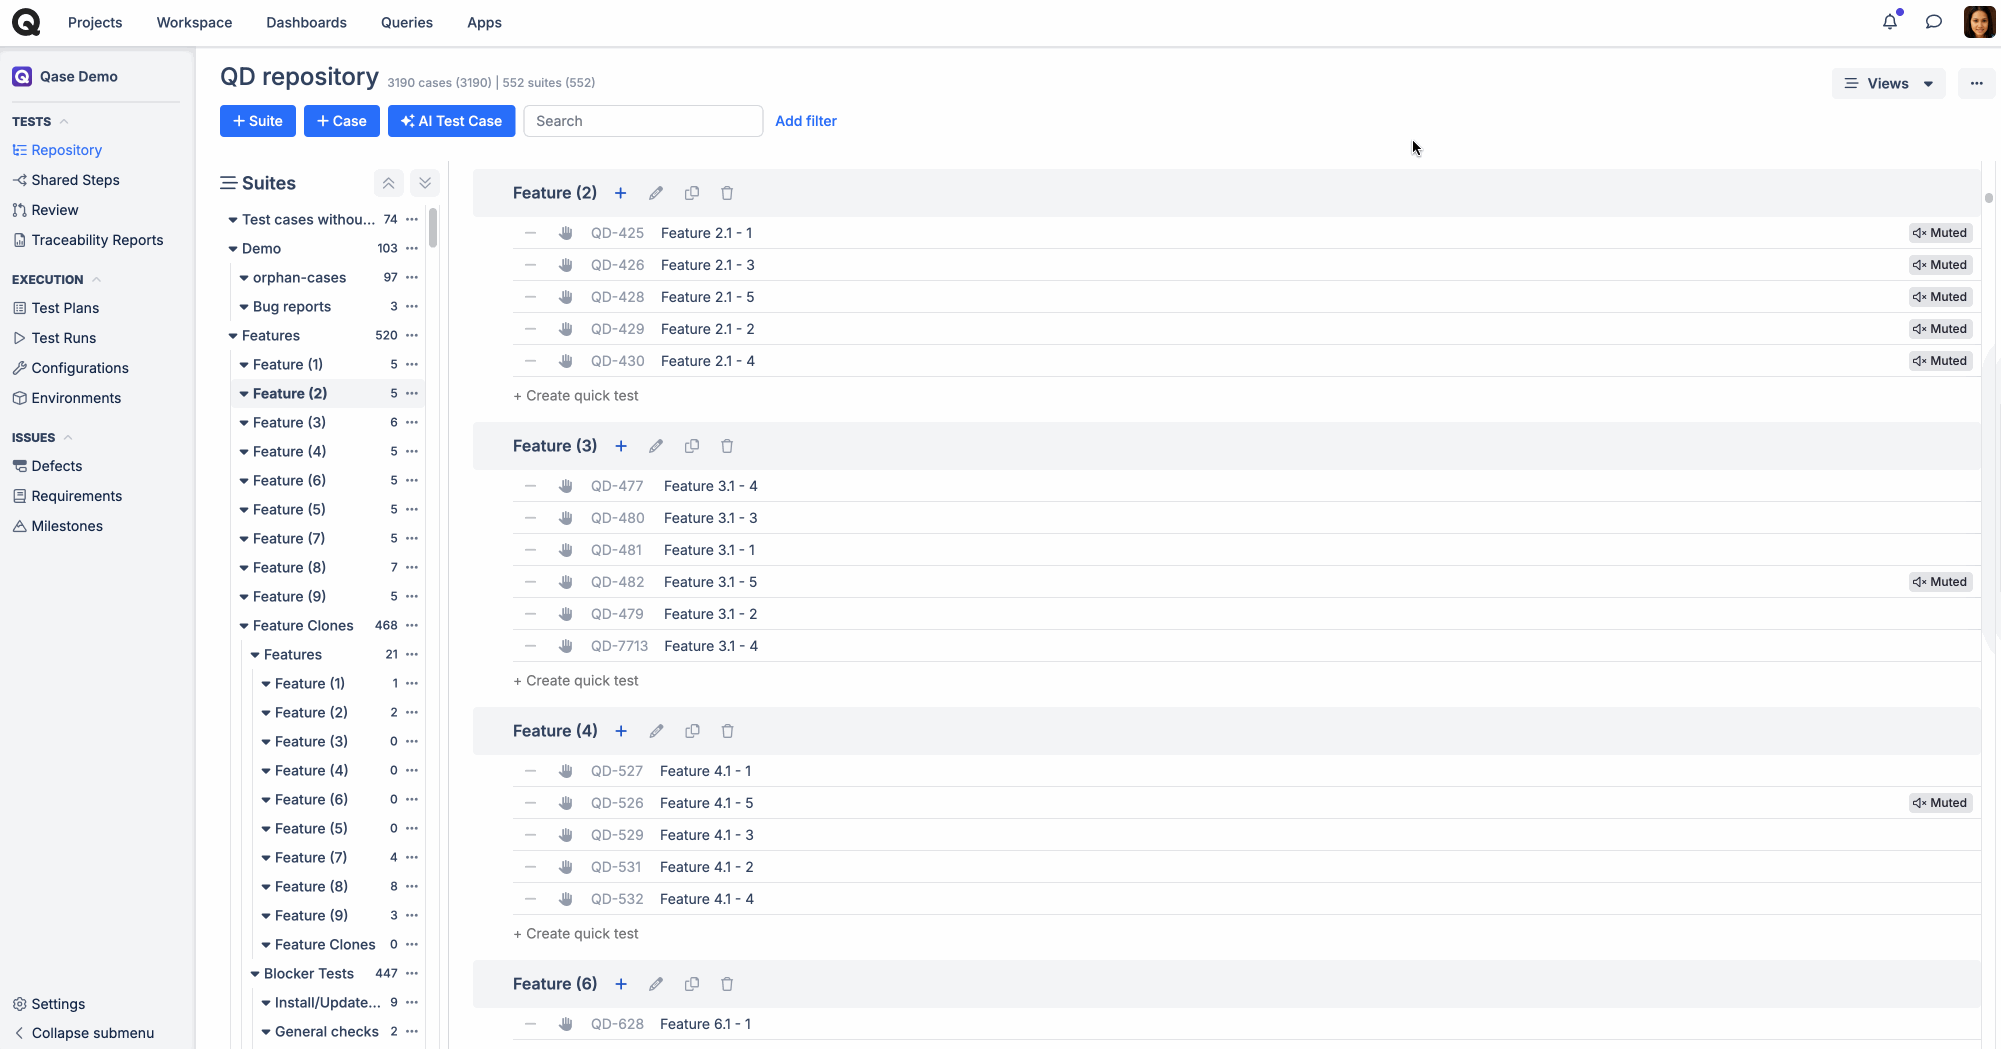 Projects Workspace Dashboards Queries Apps
Qase Demo
TESTS
Repository
Shared Steps
Review
Traceability Reports
EXECUTION
Test Plans
Test Runs
Configurations
Environments
ISSUES
Defects
Requirements
Milestones
Settings
Collapse submenu
QD repository 3190 cases (3190) | 552 suites (552)
Views
+ Suite + Case AI Test Case Search Add filter
Suites
Test cases withou... 74
Demo 103
orphan-cases 97
Bug reports 3
Features 520
Feature (1) 5
Feature (2) 5
Feature (3) 6
Feature (4) 5
Feature (6) 5
Feature (5) 5
Feature (7) 5
Feature (8) 7
Feature (9) 5
Feature Clones 468
Features 21
Feature (1) 1
Feature (2) 2
Feature (3) 0
Feature (4) 0
Feature (6) 0
Feature (5) 0
Feature (7) 4
Feature (8) 8
Feature (9) 3
Feature Clones 0
Blocker Tests 447
Install/Update... 9
General checks 2
Feature (2)
QD-425 Feature 2.1 - 1 Muted
QD-426 Feature 2.1 - 3 Muted
QD-428 Feature 2.1 - 5 Muted
QD-429 Feature 2.1 - 2 Muted
QD-430 Feature 2.1 - 4 Muted
+ Create quick test
Feature (3)
QD-477 Feature 3.1 - 4
QD-480 Feature 3.1 - 3
QD-481 Feature 3.1 - 1
QD-482 Feature 3.1 - 5 Muted
QD-479 Feature 3.1 - 2
QD-7713 Feature 3.1 - 4
+ Create quick test
Feature (4)
QD-527 Feature 4.1 - 1
QD-526 Feature 4.1 - 5 Muted
QD-529 Feature 4.1 - 3
QD-531 Feature 4.1 - 2
QD-532 Feature 4.1 - 4
+ Create quick test
Feature (6)
QD-628 Feature 6.1 - 1